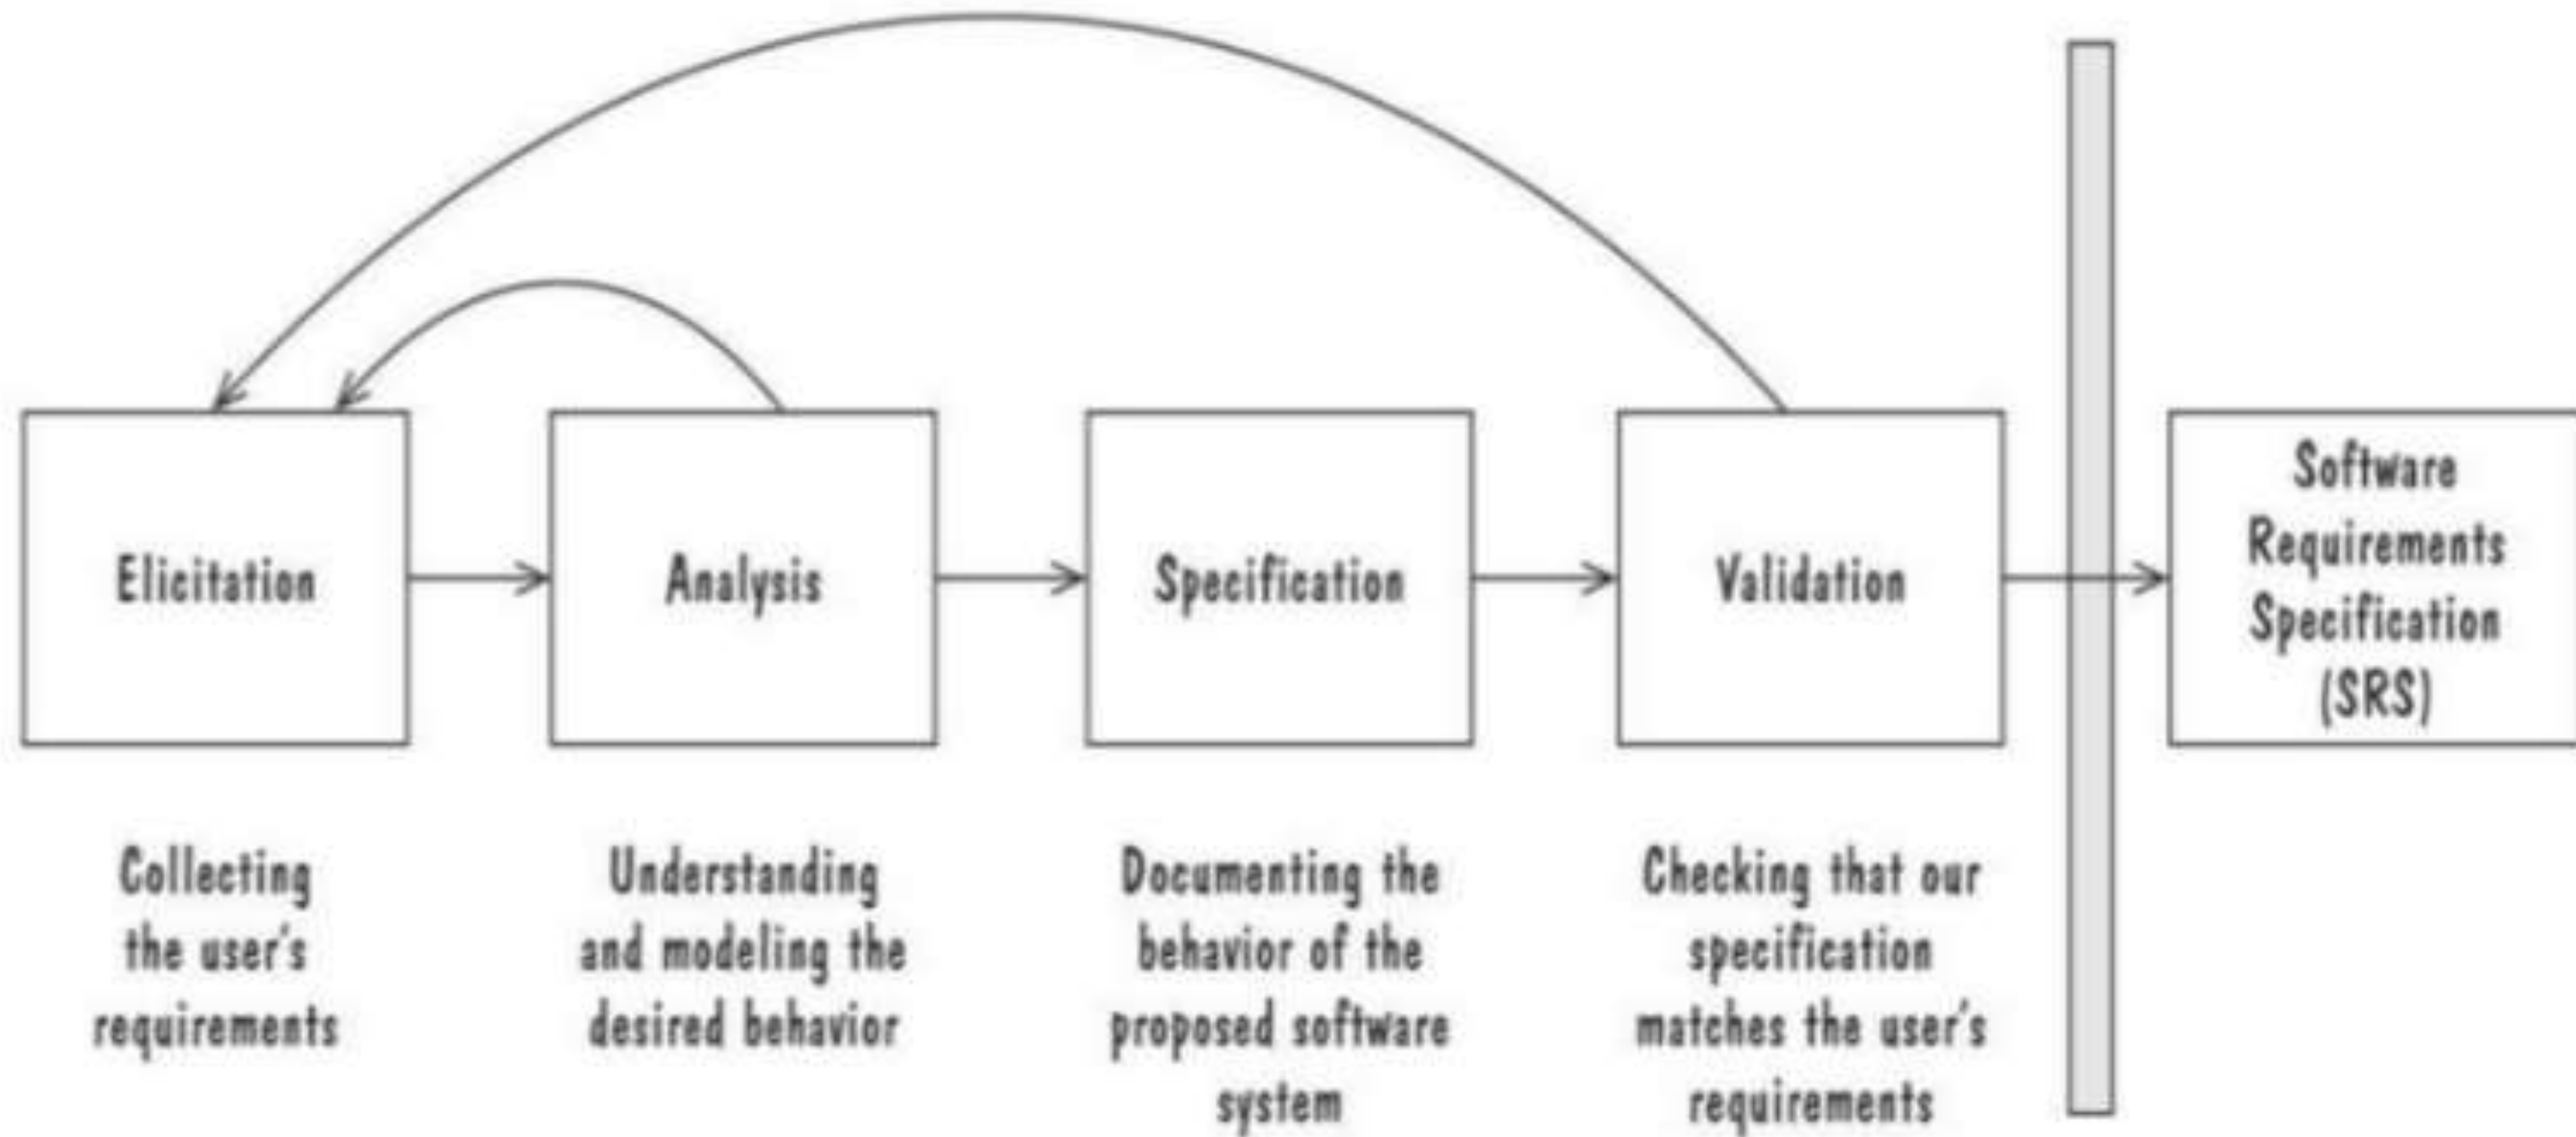 Elicitation
Analysis
Specification
Validation
Software
Requirements
Specification
(SRS)
Collecting
the user's
requirements
Understanding
and modeling the
desired behavior
Documenting the
behavior of the
proposed software
system
Checking that our
specification
matches the user's
requirements